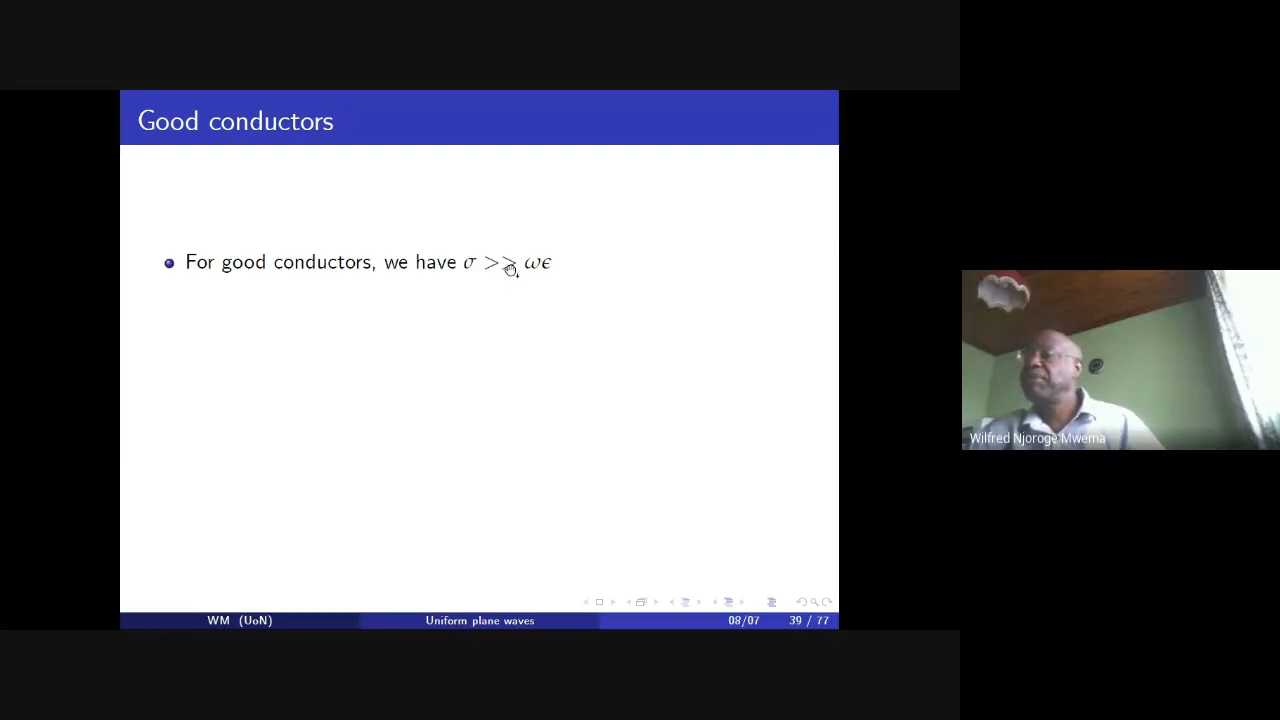 Good conductors
For good conductors, we have σ >> ωϵ
Wilfred Njoroge Mwema
WM (UoN) Uniform plane waves 08/07 39 / 77